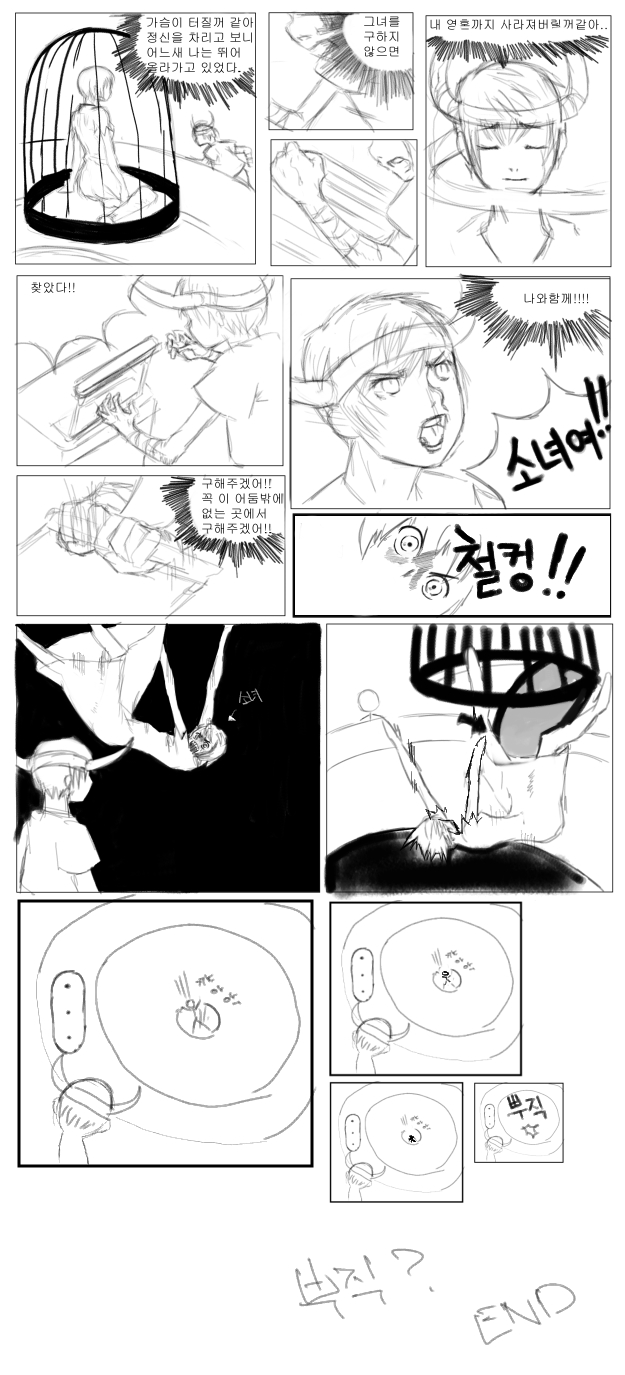 가슴이 터질꺼 같아
정신을 차리고 보니
어느새 나는 뛰어
올라가고 있었다.
그녀를
구하지
않으면
내 영혼까지 사라져버릴꺼같아..
찾았다!!
나와함께!!!!
소녀여!!
구해주겠어!!
꼭 이 어둠밖에
없는 곳에서
구해주겠어!!
철컹!!
소녀
뿌직
뿌직?
END